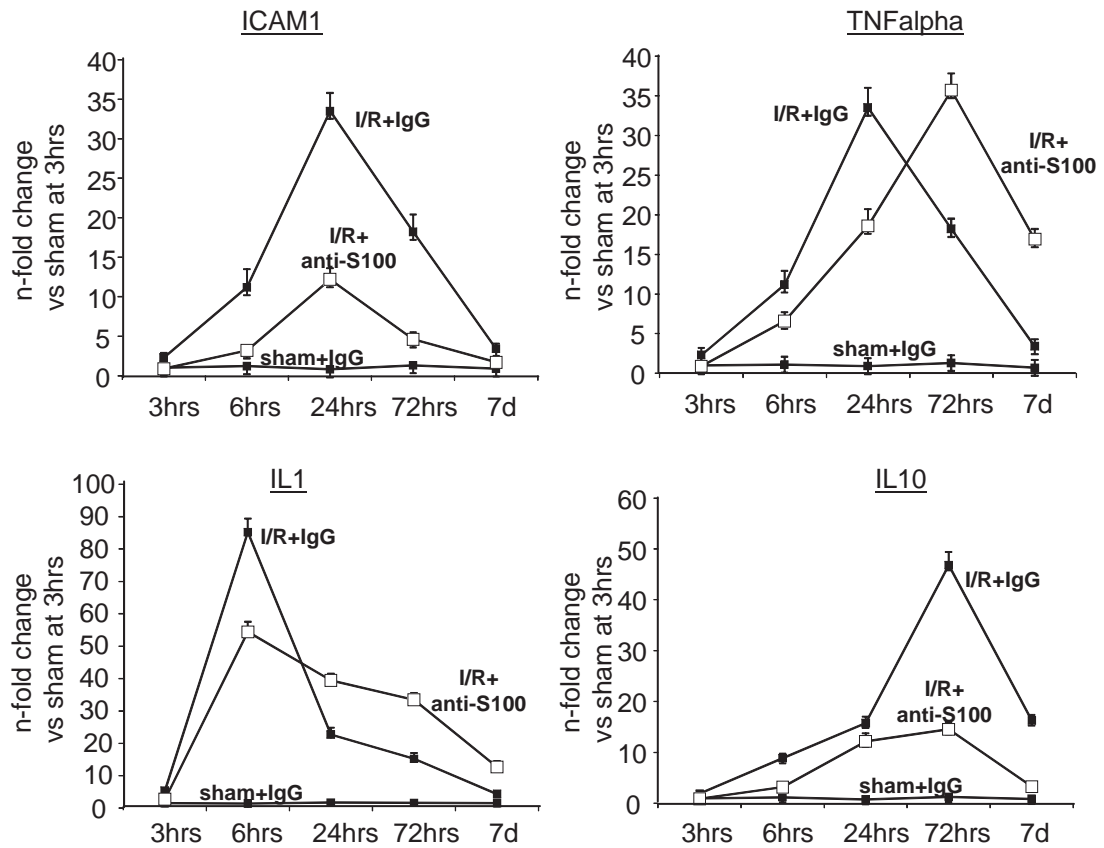 ICAM1
n-fold change
vs sham at 3hrs
40
35
30
25
20
15
10
5
0
I/R+IgG
I/R+
anti-S100
sham+IgG
3hrs 6hrs 24hrs 72hrs 7d
TNFalpha
n-fold change
vs sham at 3hrs
40
35
30
25
20
15
10
5
0
I/R+IgG
I/R+
anti-S100
sham+IgG
3hrs 6hrs 24hrs 72hrs 7d
IL1
n-fold change
vs sham at 3hrs
100
90
80
70
60
50
40
30
20
10
0
I/R+IgG
I/R+
anti-S100
sham+IgG
3hrs 6hrs 24hrs 72hrs 7d
IL10
n-fold change
vs sham at 3hrs
60
50
40
30
20
10
0
I/R+IgG
I/R+
anti-S100
sham+IgG
3hrs 6hrs 24hrs 72hrs 7d